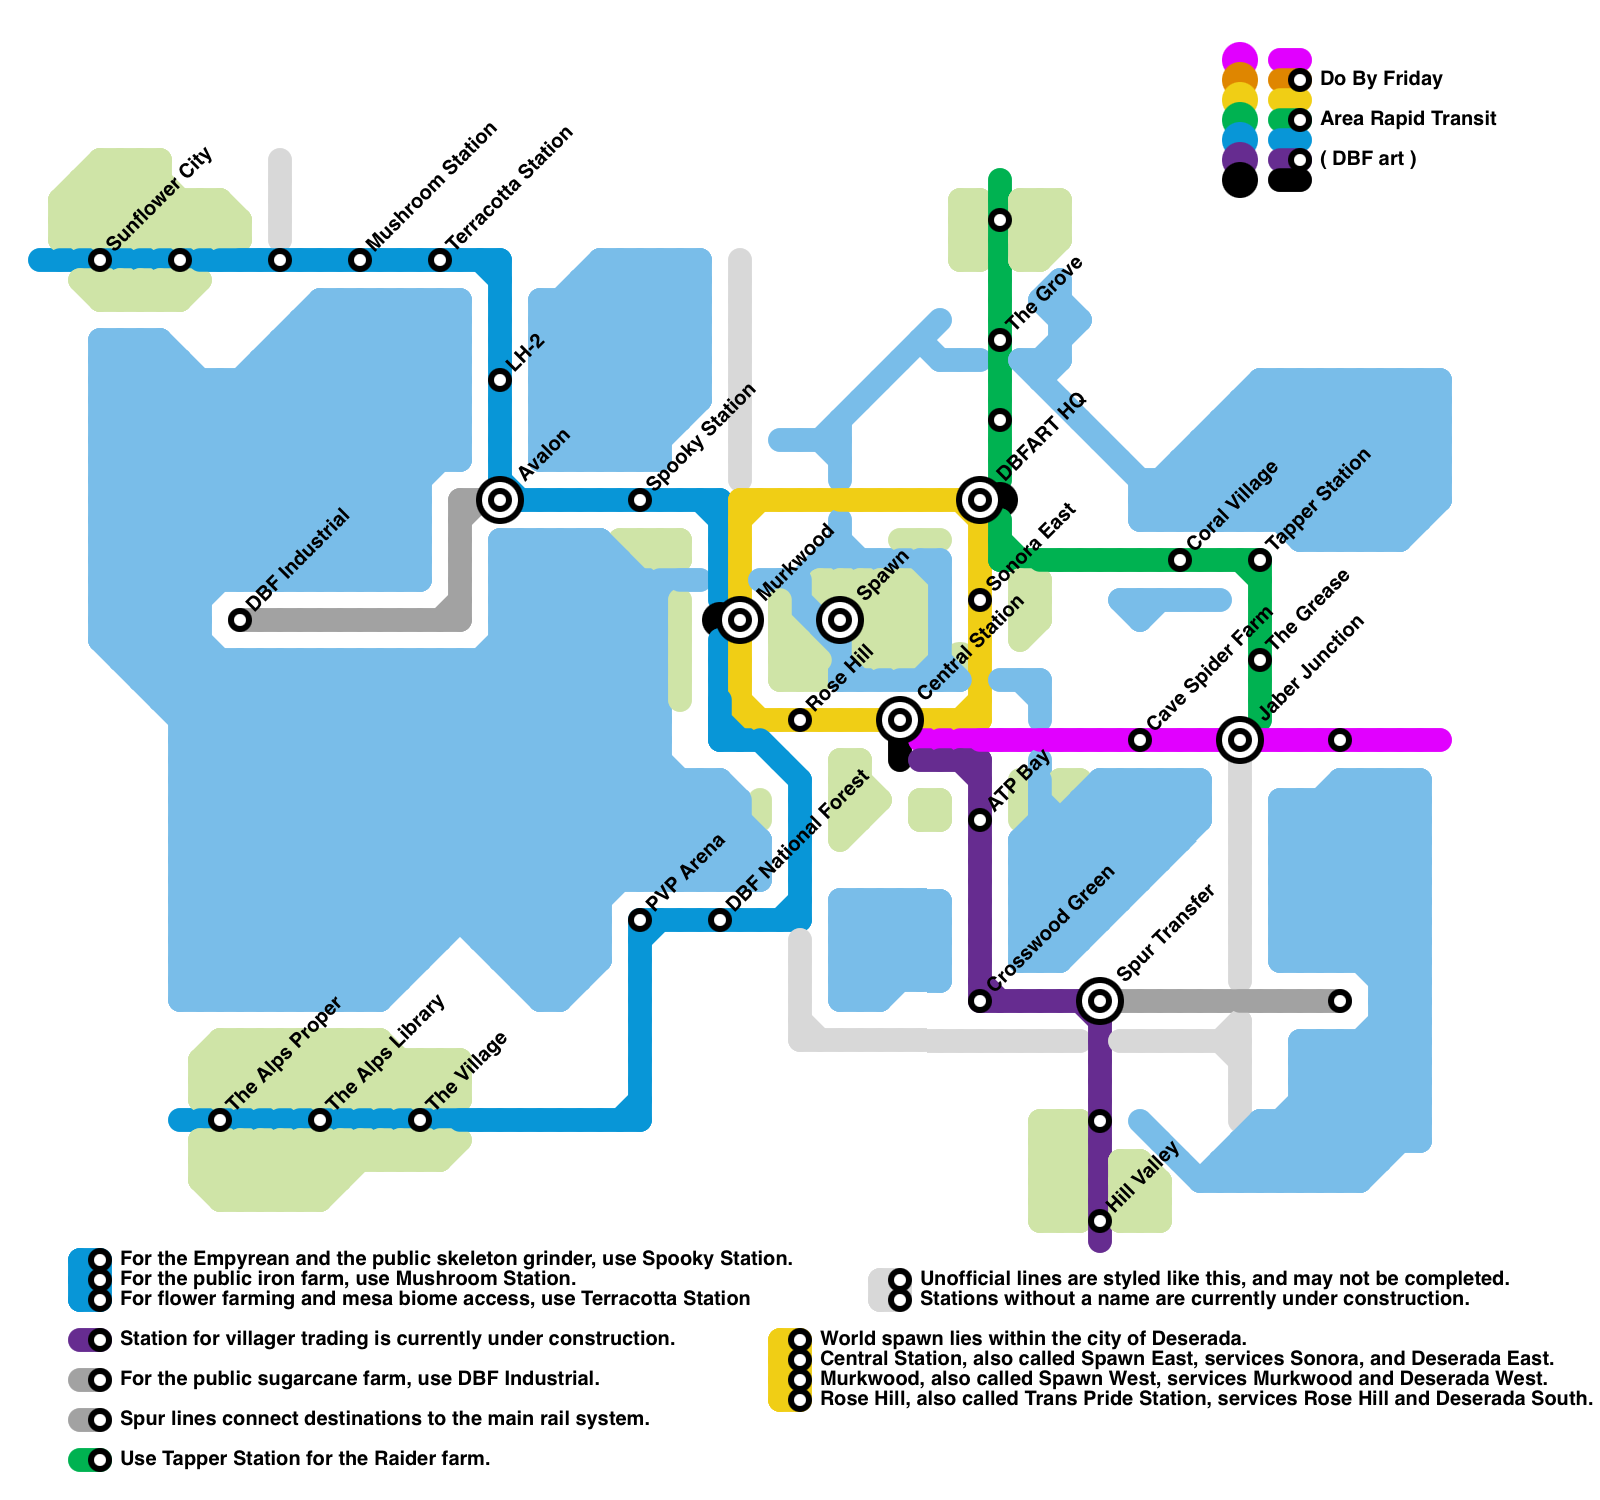 Do By Friday
Area Rapid Transit
( DBF art )
Sunflower City
Mushroom Station
Terracotta Station
LH-2
The Grove
Avalon
Spooky Station
DBFART HQ
DBF Industrial
Murkwood
Spawn
Sonora East
Coral Village
Tapper Station
Rose Hill
Central Station
The Grease
Cave Spider Farm
Jaber Junction
ATP Bay
PVP Arena
DBF National Forest
Crosswood Green
Spur Transfer
The Alps Proper
The Alps Library
The Village
Hill Valley
For the Empyrean and the public skeleton grinder, use Spooky Station.
For the public iron farm, use Mushroom Station.
For flower farming and mesa biome access, use Terracotta Station
Station for villager trading is currently under construction.
For the public sugarcane farm, use DBF Industrial.
Spur lines connect destinations to the main rail system.
Use Tapper Station for the Raider farm.
Unofficial lines are styled like this, and may not be completed.
Stations without a name are currently under construction.
World spawn lies within the city of Deserada.
Central Station, also called Spawn East, services Sonora, and Deserada East.
Murkwood, also called Spawn West, services Murkwood and Deserada West.
Rose Hill, also called Trans Pride Station, services Rose Hill and Deserada South.